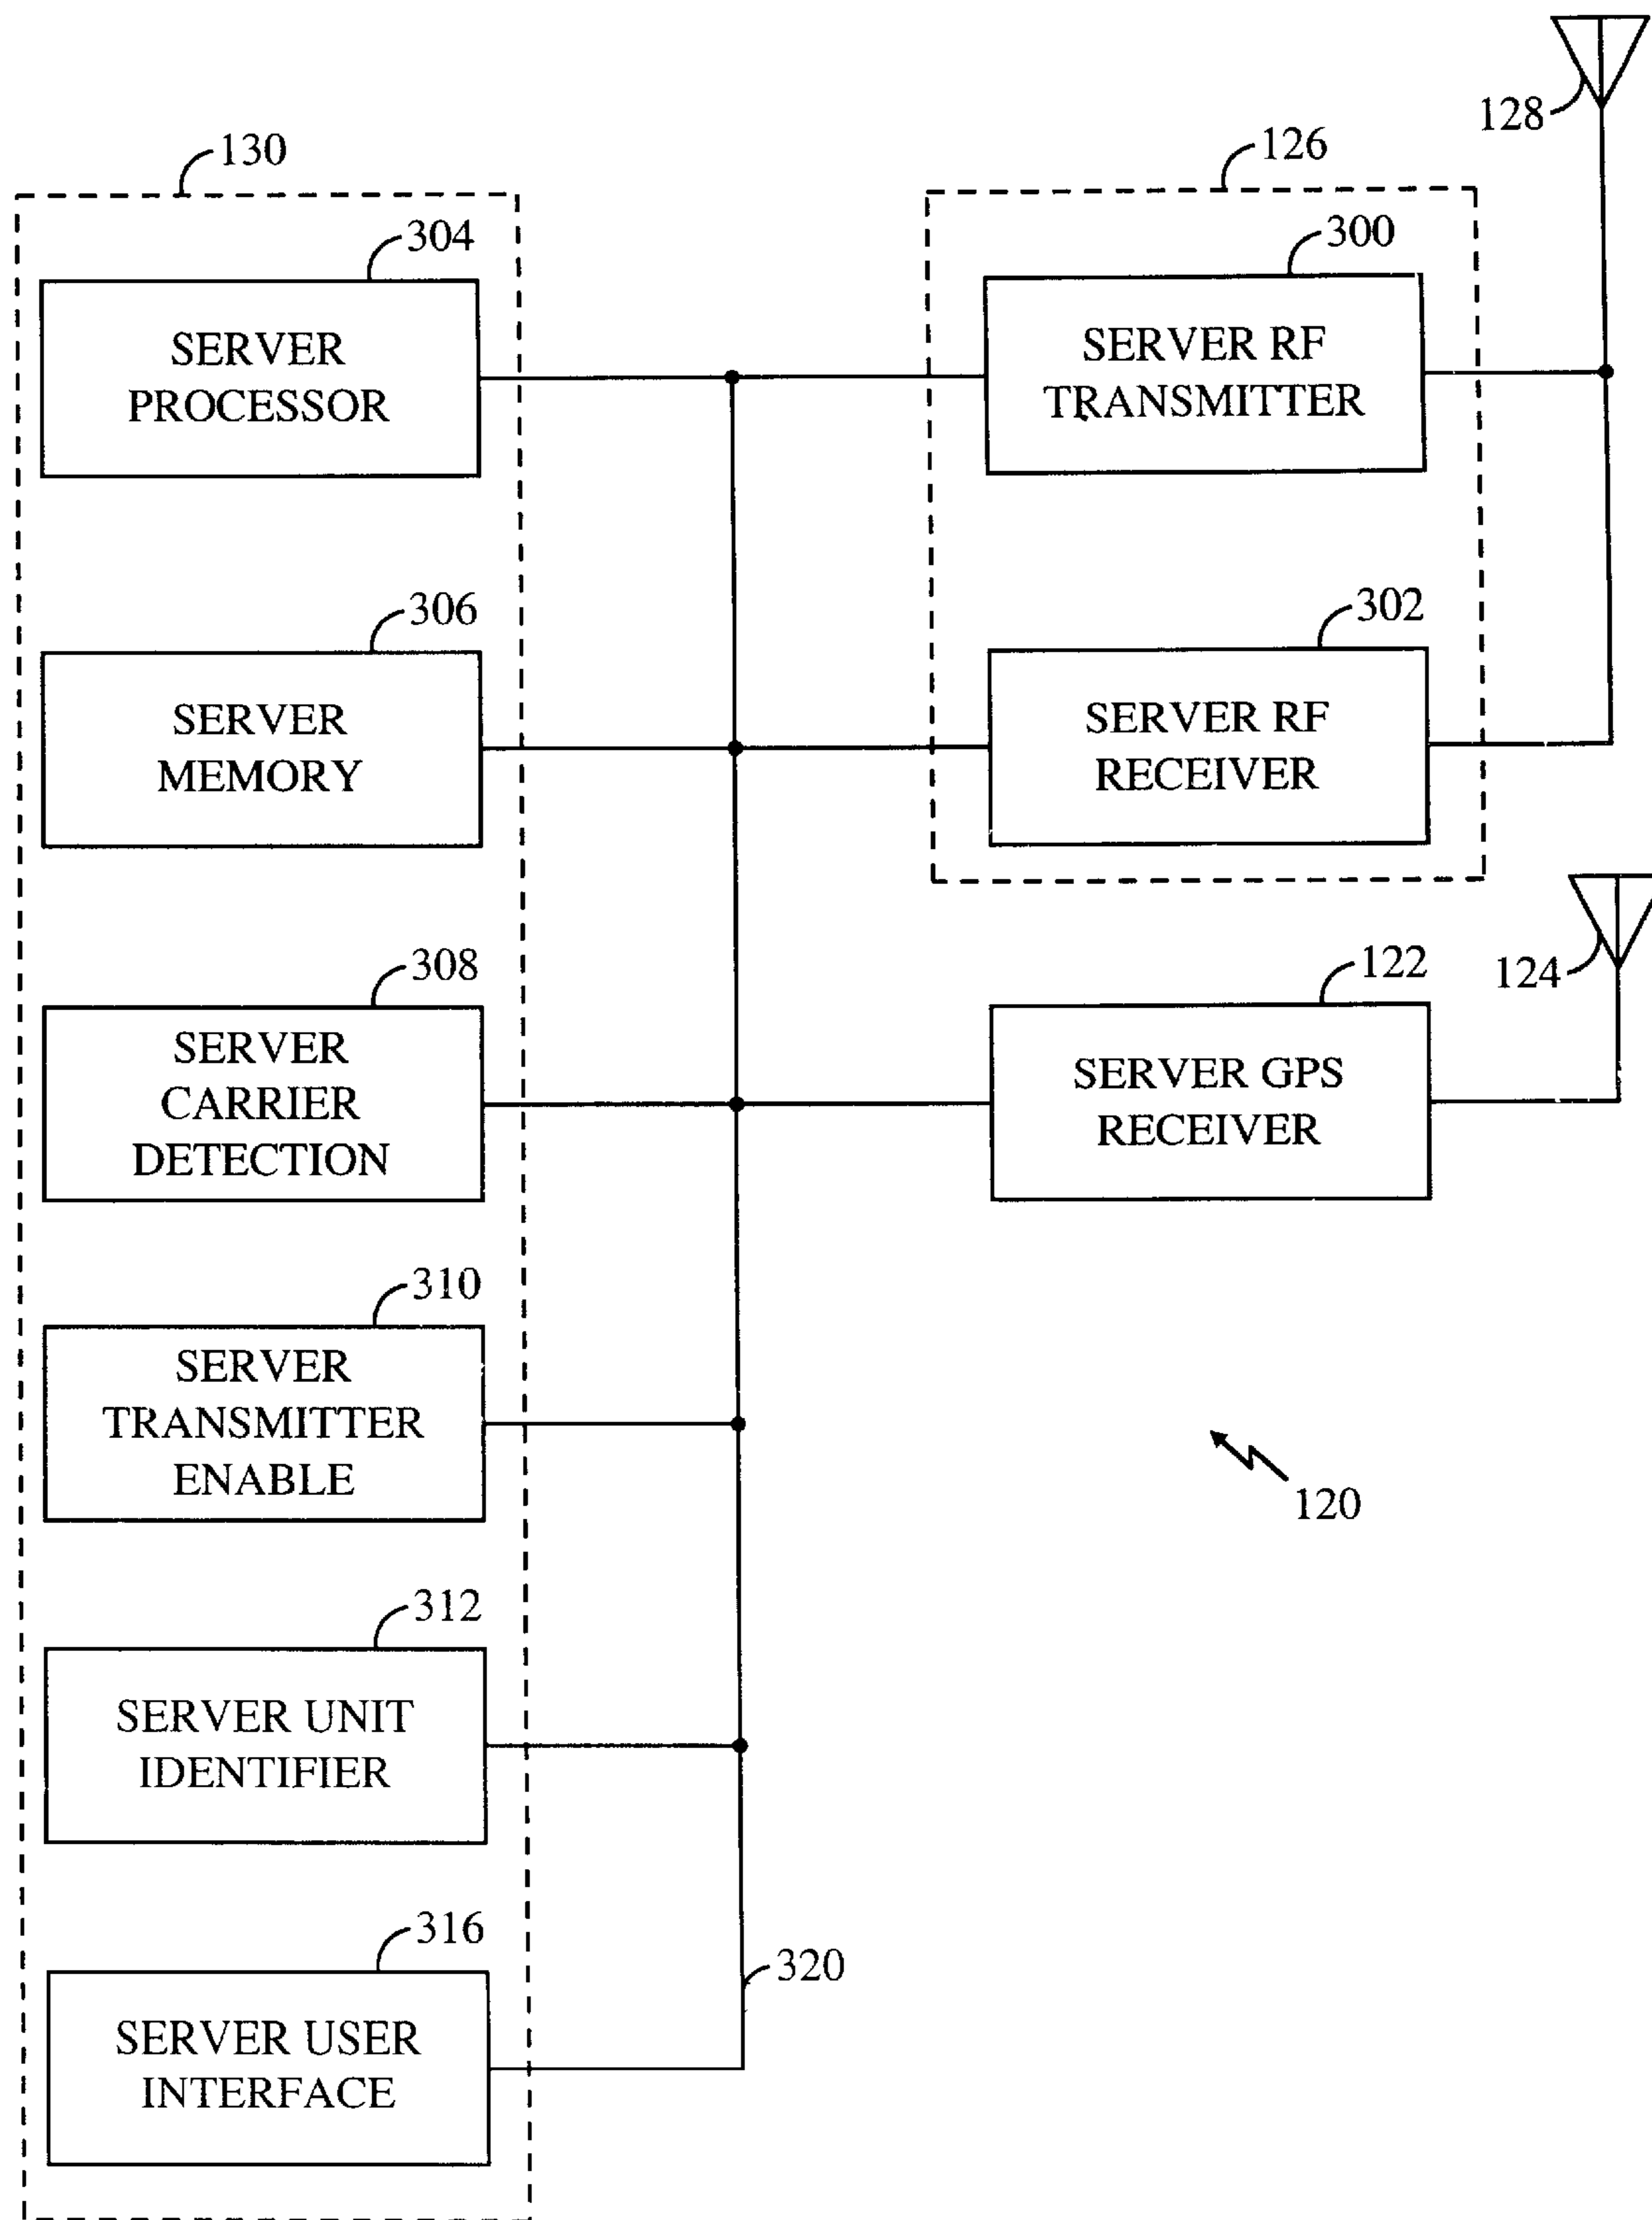 128
130
126
304
300
SERVER
PROCESSOR
SERVER RF
TRANSMITTER
306
302
SERVER
MEMORY
SERVER RF
RECEIVER
308
122
124
SERVER
CARRIER
DETECTION
SERVER GPS
RECEIVER
310
SERVER
TRANSMITTER
ENABLE
120
312
SERVER UNIT
IDENTIFIER
316
320
SERVER USER
INTERFACE